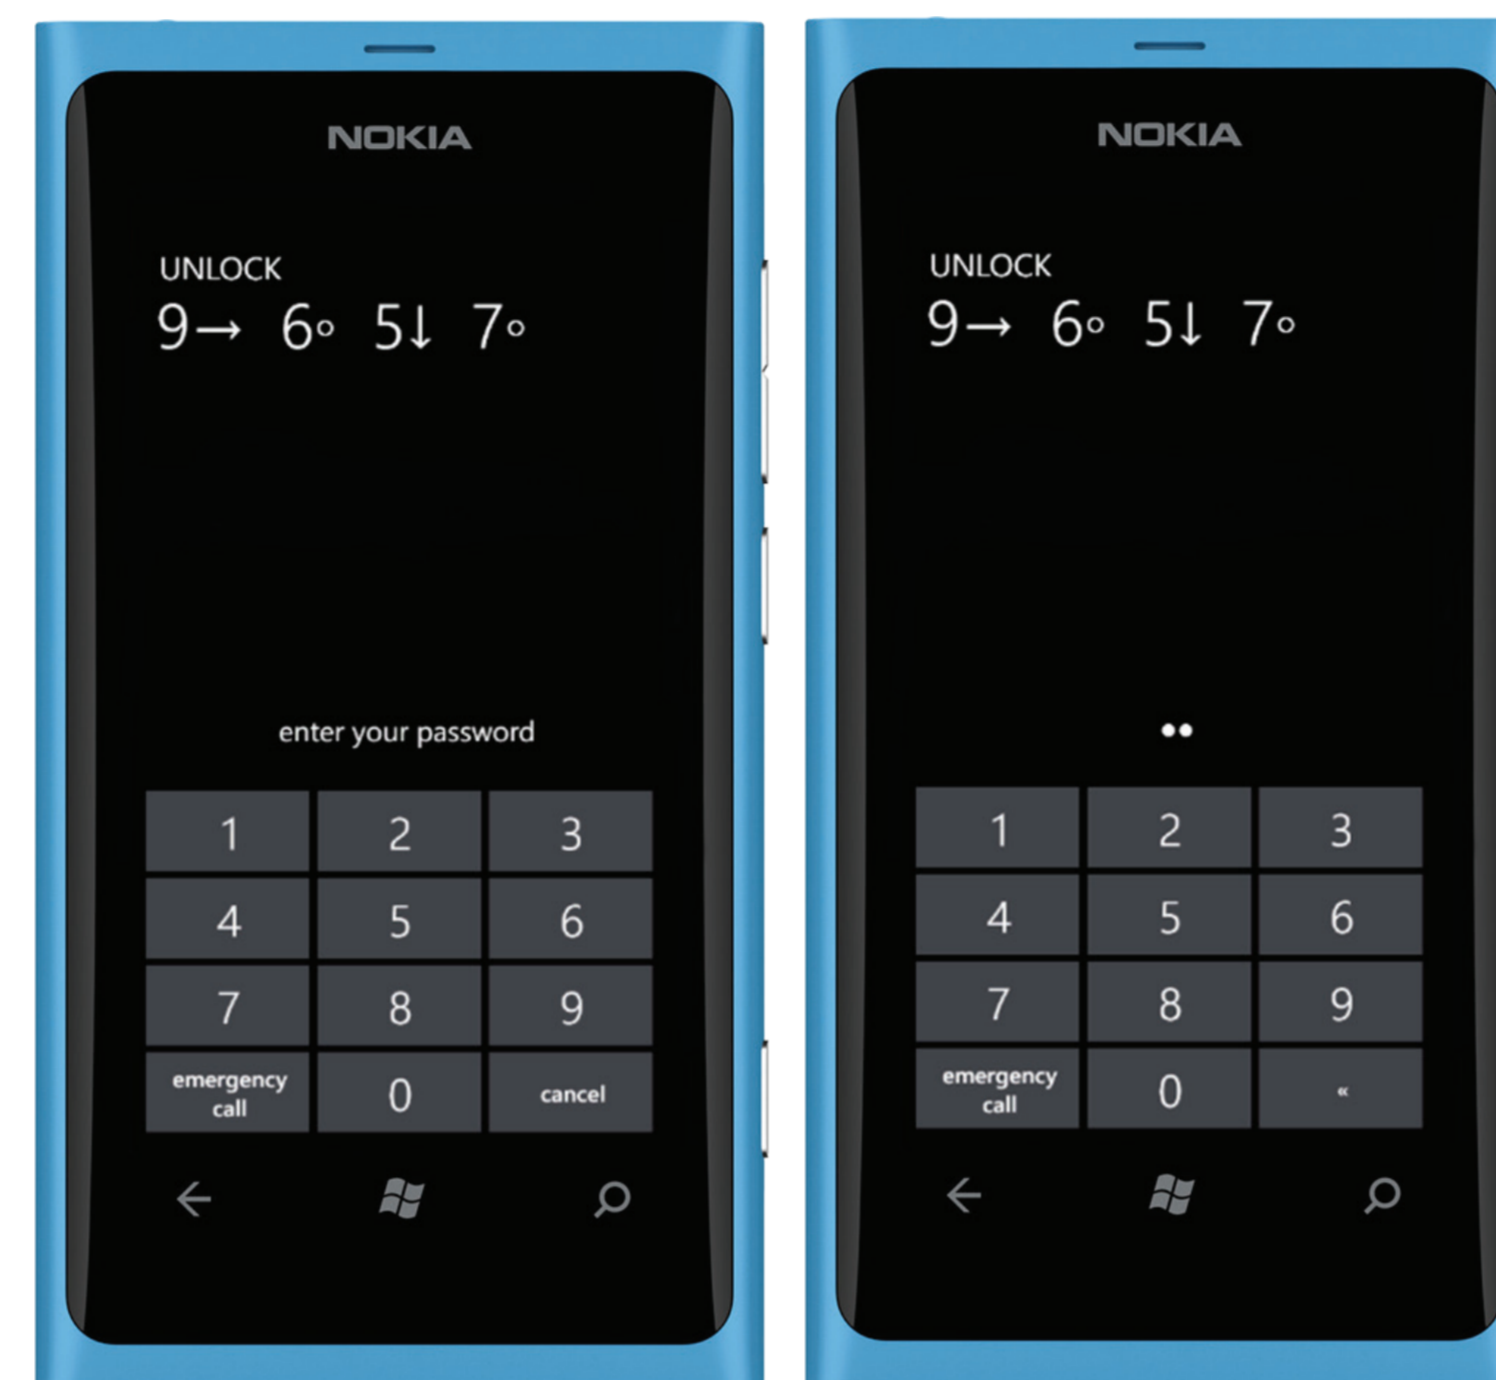 NOKIA
UNLOCK
9→ 6○ 5↓ 7○
enter your password
1 2 3
4 5 6
7 8 9
emergency call 0 cancel
NOKIA
UNLOCK
9→ 6○ 5↓ 7○
●●
1 2 3
4 5 6
7 8 9
emergency call 0 «